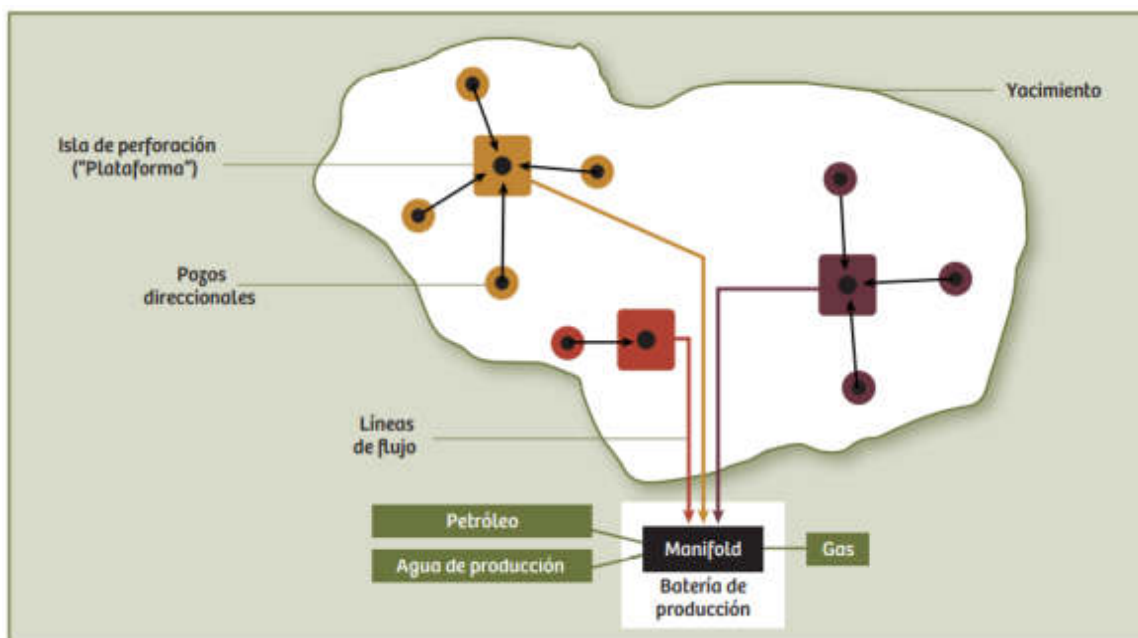 Yacimiento
Isla de perforación
("Plataforma")
Pozos
direccionales
Líneas
de flujo
Petróleo
Agua de producción
Manifold
Gas
Batería de
producción